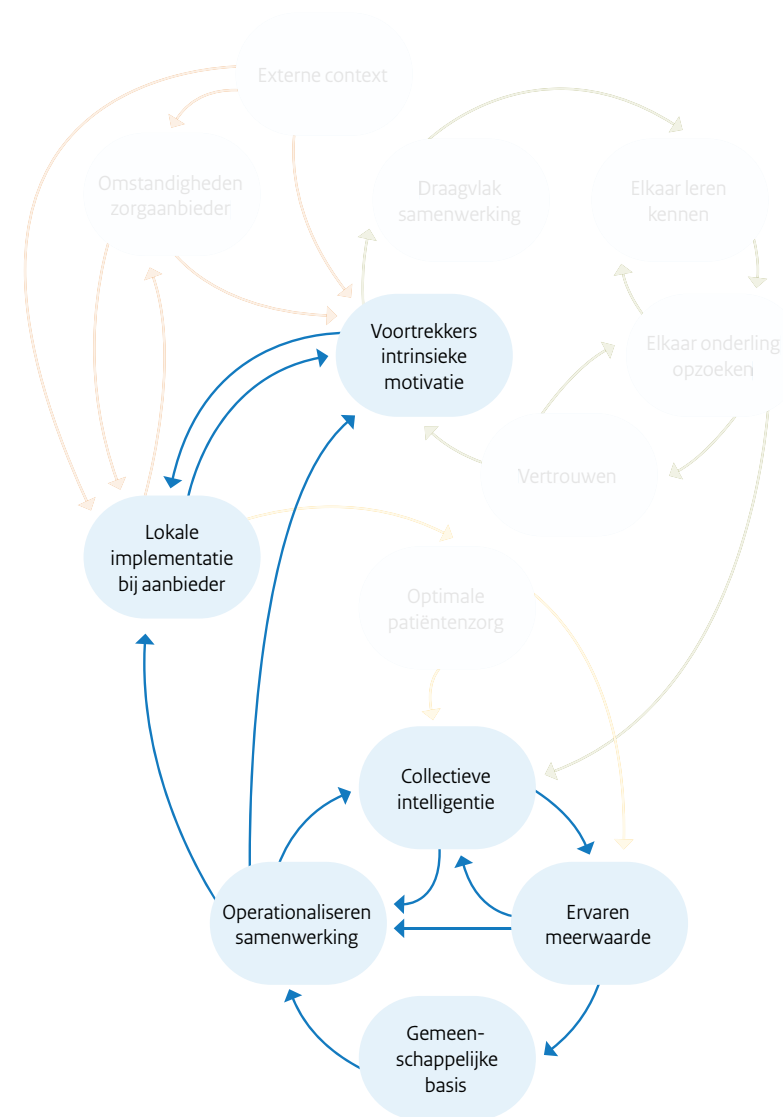 Externe context
Omstandigheden
zorgaanbieder
Draagvlak
samenwerking
Elkaar leren
kennen
Voortrekkers
intrinsieke
motivatie
Elkaar onderling
opzoeken
Vertrouwen
Lokale
implementatie
bij aanbieder
Optimale
patiëntenzorg
Collectieve
intelligentie
Operationaliseren
samenwerking
Ervaren
meerwaarde
Gemeen-
schappelijke
basis